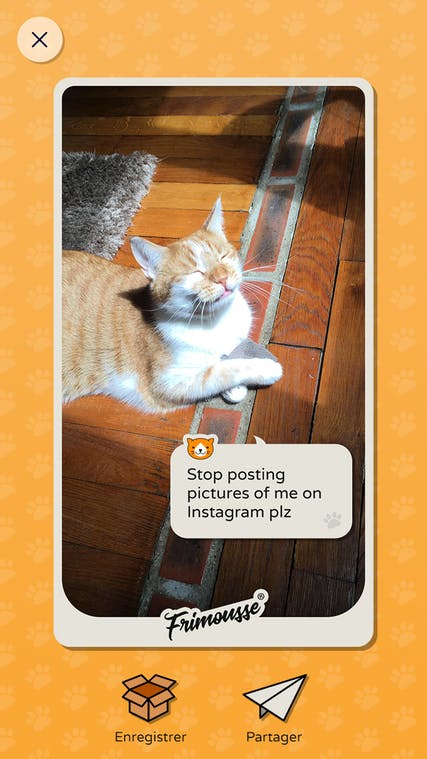 Stop posting
pictures of me on
Instagram plz
Frimousse®
Enregistrer
Partager